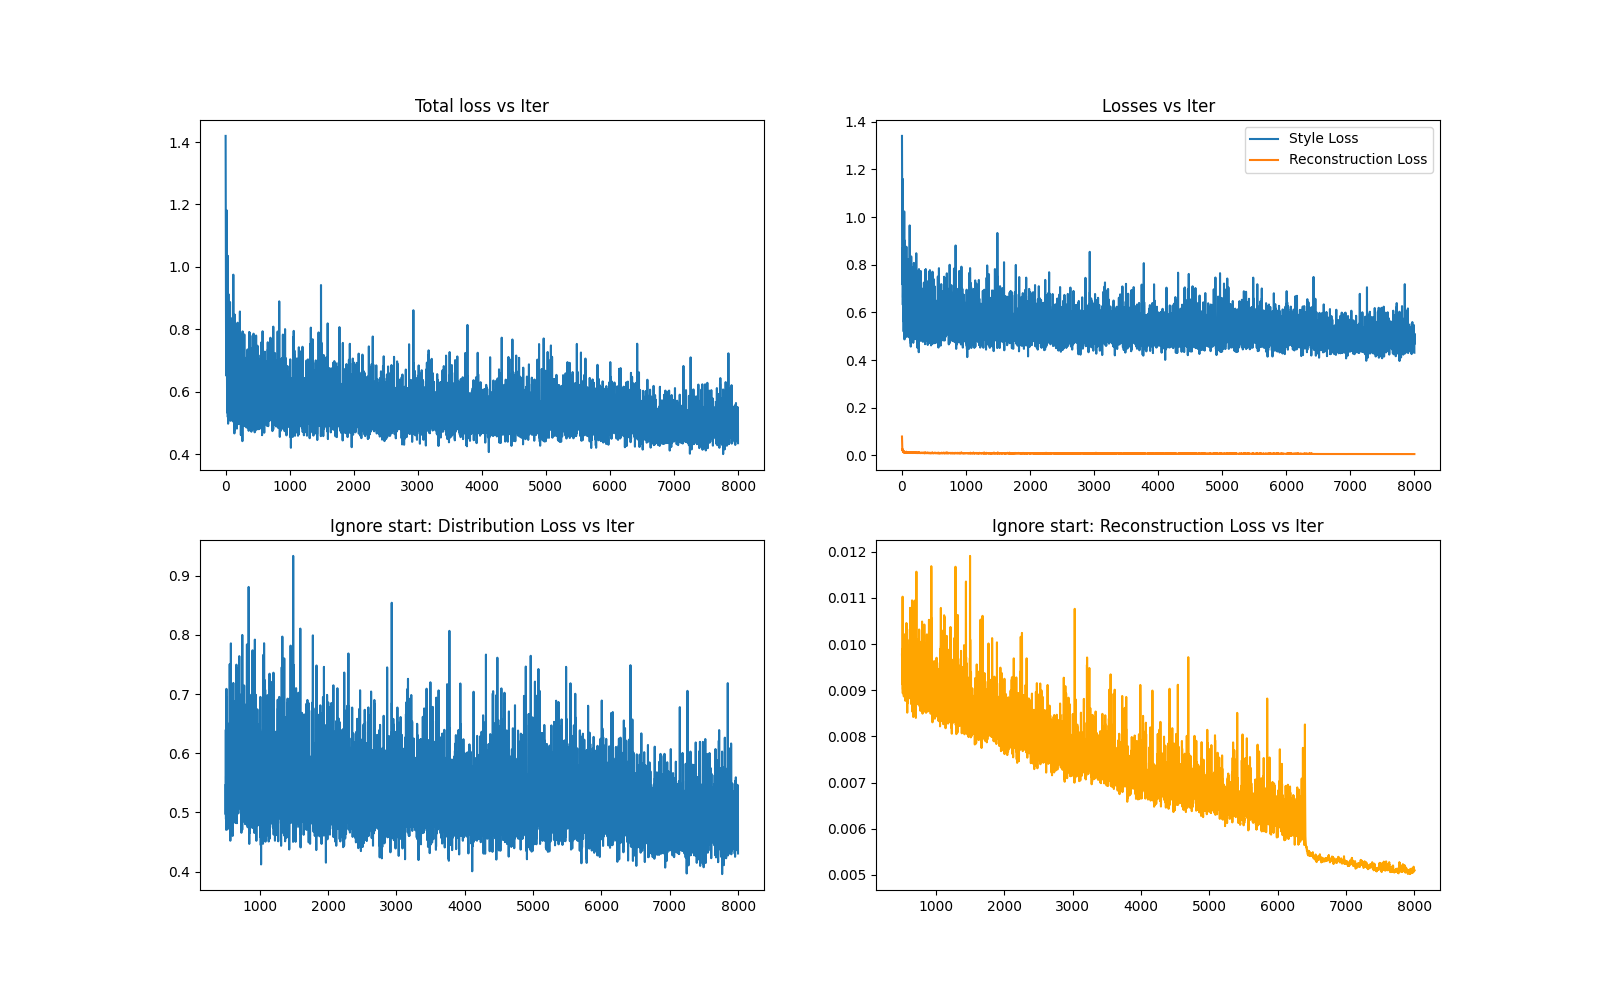 Total loss vs Iter
1.4
1.2
1.0
0.8
0.6
0.4
0 1000 2000 3000 4000 5000 6000 7000 8000
Losses vs Iter
Style Loss
Reconstruction Loss
1.4
1.2
1.0
0.8
0.6
0.4
0.2
0.0
0 1000 2000 3000 4000 5000 6000 7000 8000
Ignore start: Distribution Loss vs Iter
0.9
0.8
0.7
0.6
0.5
0.4
1000 2000 3000 4000 5000 6000 7000 8000
Ignore start: Reconstruction Loss vs Iter
0.012
0.011
0.010
0.009
0.008
0.007
0.006
0.005
1000 2000 3000 4000 5000 6000 7000 8000